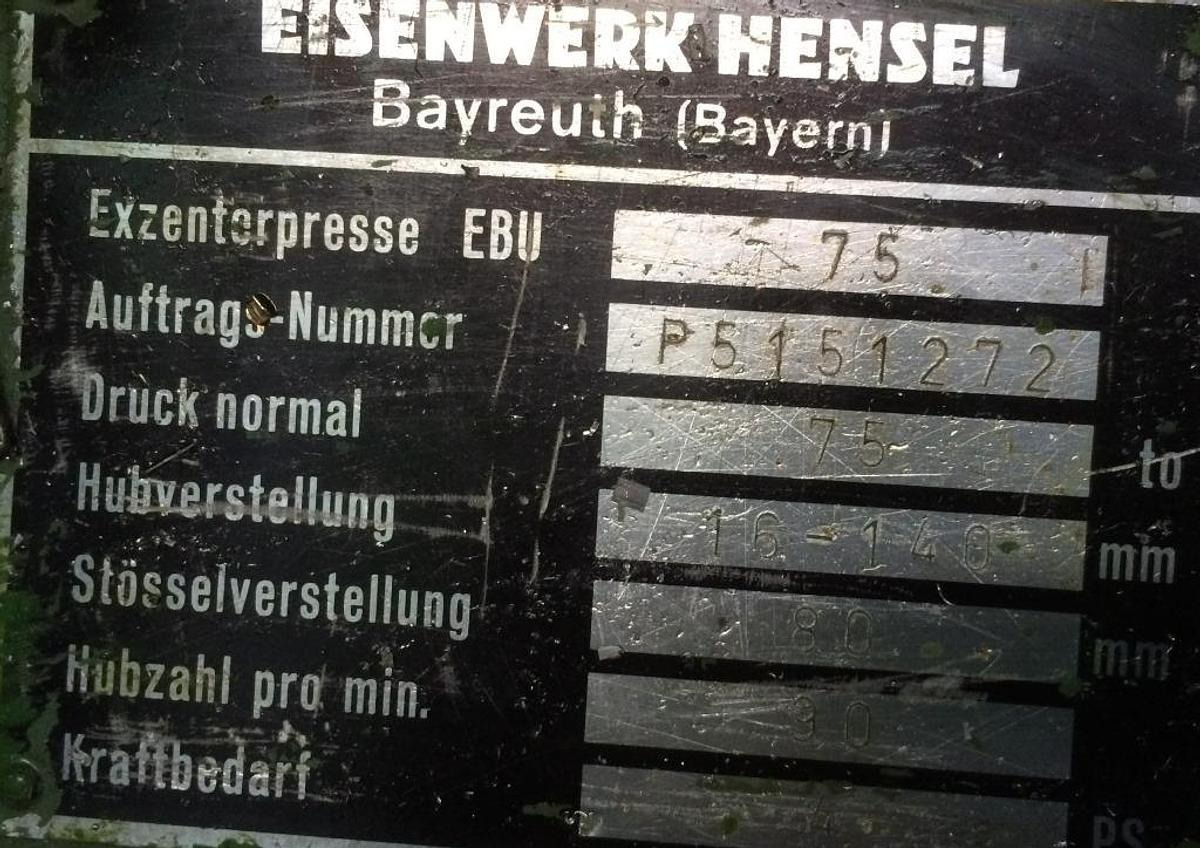 EISENWERK HENSEL
Bayreuth (Bayern)
Exzenterpresse EBU 75
Auftrags-Nummer P5151272
Druck normal 75 to
Hubverstellung 16-140 mm
Stösselverstellung 80 mm
Hubzahl pro min. 90
Kraftbedarf PS